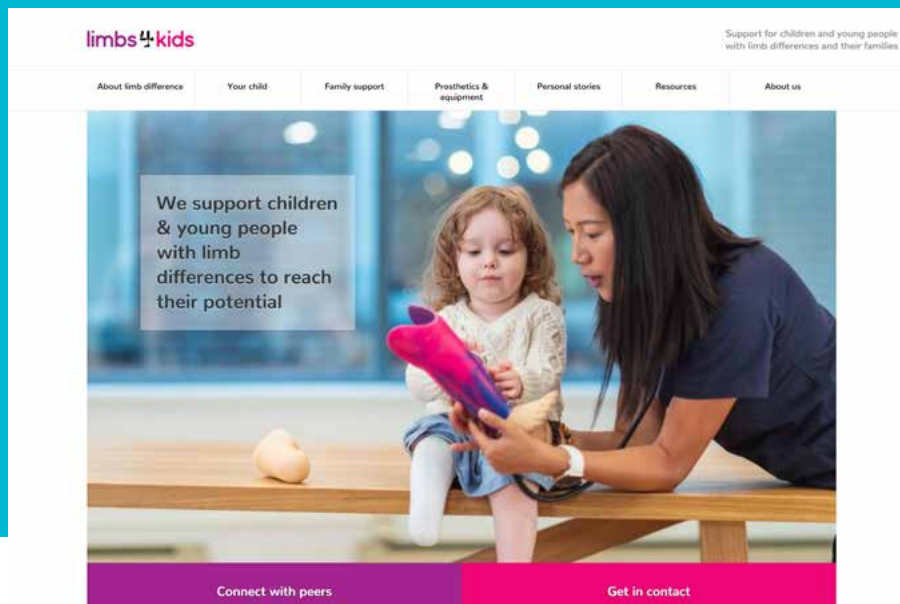 limbs4kids
Support for children and young people
with limb differences and their families
About limb difference
Your child
Family support
Prosthetics &
equipment
Personal stories
Resources
About us
We support children
& young people
with limb
differences to reach
their potential
Connect with peers
Get in contact